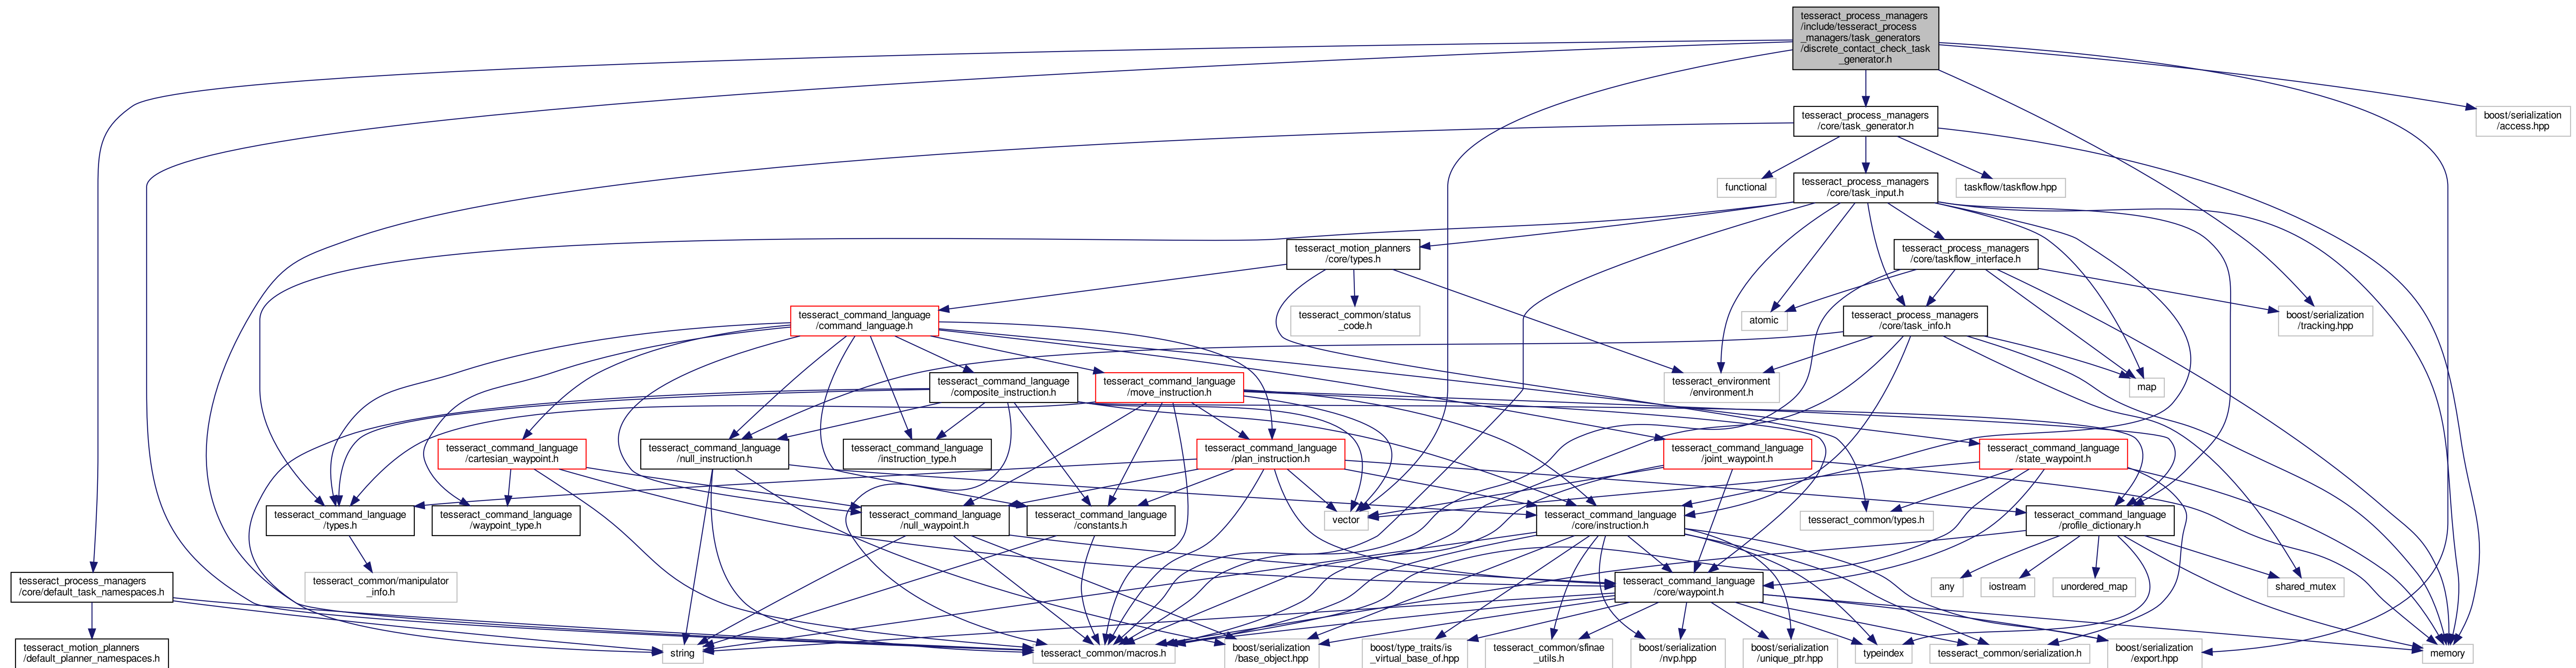 tesseract_process_managers
/include/tesseract_process
_managers/task_generators
/discrete_contact_check_task
_generator.h
boost/serialization
/access.hpp
tesseract_process_managers
/core/task_generator.h
functional
tesseract_process_managers
/core/task_input.h
taskflow/taskflow.hpp
tesseract_motion_planners
/core/types.h
tesseract_process_managers
/core/taskflow_interface.h
tesseract_command_language
/command_language.h
tesseract_common/status
_code.h
atomic
tesseract_process_managers
/core/task_info.h
boost/serialization
/tracking.hpp
tesseract_command_language
/composite_instruction.h
tesseract_command_language
/move_instruction.h
tesseract_environment
/environment.h
map
tesseract_command_language
/cartesian_waypoint.h
tesseract_command_language
/null_instruction.h
tesseract_command_language
/instruction_type.h
tesseract_command_language
/plan_instruction.h
tesseract_command_language
/joint_waypoint.h
tesseract_command_language
/state_waypoint.h
tesseract_command_language
/types.h
tesseract_command_language
/waypoint_type.h
tesseract_command_language
/null_waypoint.h
tesseract_command_language
/constants.h
vector
tesseract_command_language
/core/instruction.h
tesseract_common/types.h
tesseract_command_language
/profile_dictionary.h
tesseract_process_managers
/core/default_task_namespaces.h
tesseract_common/manipulator
_info.h
tesseract_command_language
/core/waypoint.h
any
iostream
unordered_map
shared_mutex
tesseract_motion_planners
/default_planner_namespaces.h
string
tesseract_common/macros.h
boost/serialization
/base_object.hpp
boost/type_traits/is
_virtual_base_of.hpp
tesseract_common/sfinae
_utils.h
boost/serialization
/nvp.hpp
boost/serialization
/unique_ptr.hpp
typeindex
tesseract_common/serialization.h
boost/serialization
/export.hpp
memory